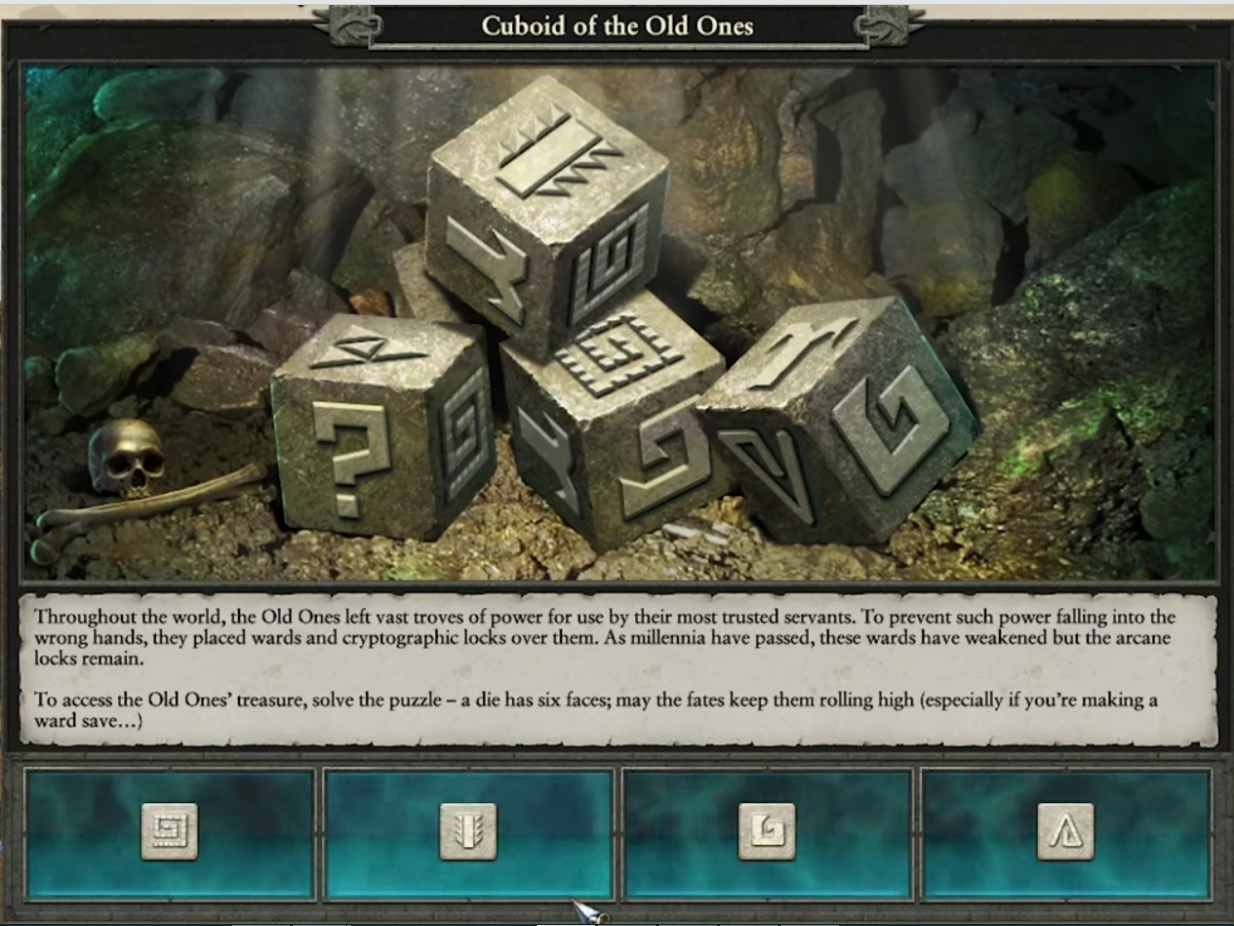 Cuboid of the Old Ones
?
Throughout the world, the Old Ones left vast troves of power for use by their most trusted servants. To prevent such power falling into the
wrong hands, they placed wards and cryptographic locks over them. As millennia have passed, these wards have weakened but the arcane
locks remain.
To access the Old Ones' treasure, solve the puzzle – a die has six faces; may the fates keep them rolling high (especially if you're making a
ward save...)